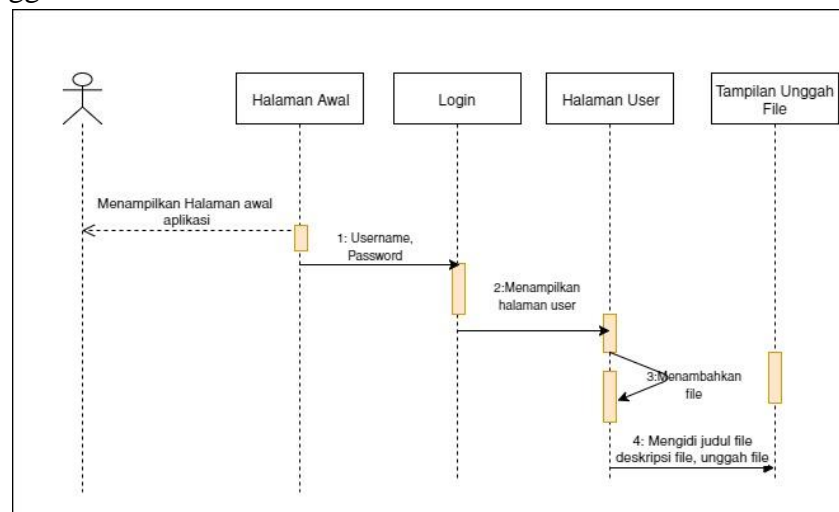 Halaman Awal
Login
Halaman User
Tampilan Unggah
File
Menampilkan Halaman awal
aplikasi
1: Username,
Password
2:Menampilkan
halaman user
3:Menambahkan
file
4: Mengidi judul file
deskripsi file, unggah file